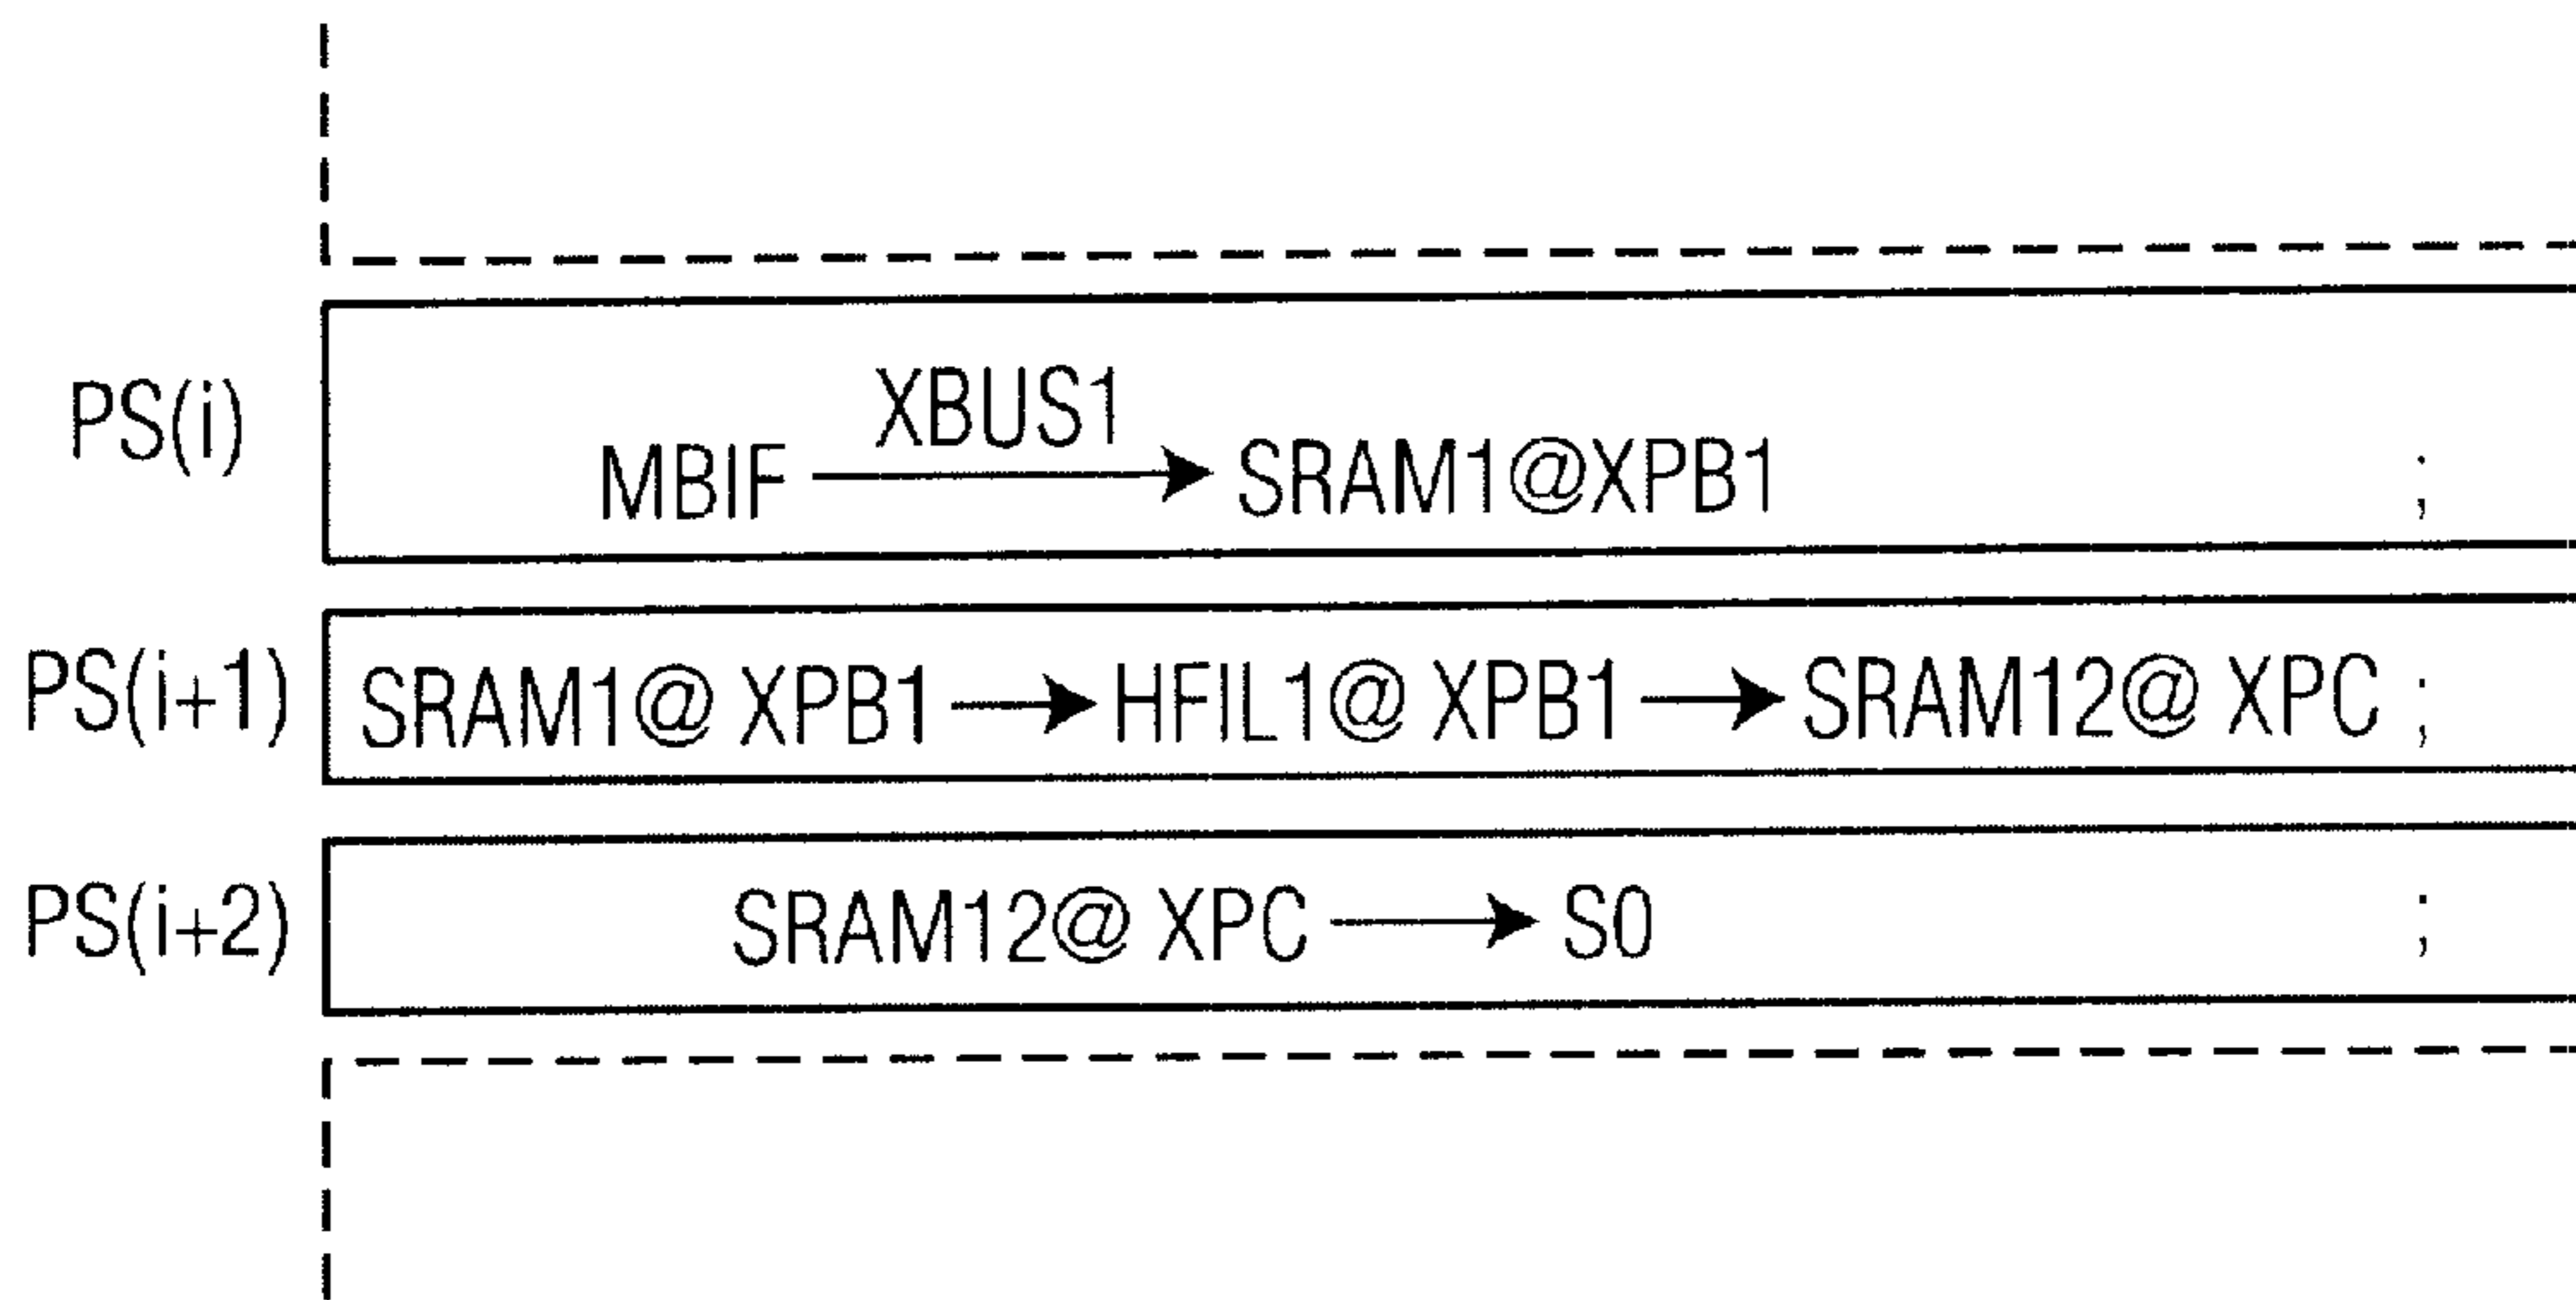 XBUS1
PS(i) MBIF → SRAM1@XPB1 ;
PS(i+1) SRAM1@ XPB1 → HFIL1@ XPB1 → SRAM12@ XPC ;
PS(i+2) SRAM12@ XPC → S0 ;